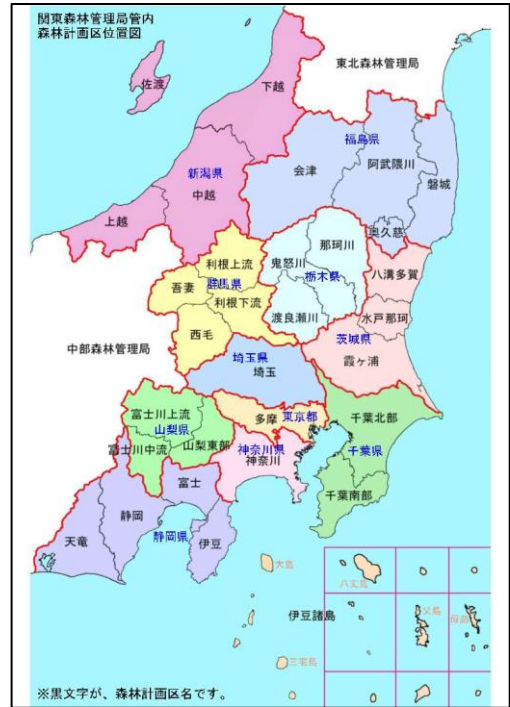 関東森林管理局管内
森林計画区位置図
東北森林管理局
佐渡
下越
福島県
会津
阿武隈川
磐城
新潟県
中越
上越
奥久慈
那珂川
鬼怒川
栃木県
八溝多賀
利根上流
吾妻
群馬県
利根下流
渡良瀬川
水戸那珂
茨城県
西毛
霞ヶ浦
中部森林管理局
埼玉県
埼玉
富士川上流
多摩
東京都
千葉北部
山梨県
山梨東部
富士川中流
神奈川県
神奈川
千葉県
富士
千葉南部
静岡
天竜
静岡県
伊豆
大島
八丈島
伊豆諸島
父島
母島
三宅島
※黒文字が、森林計画区名です。